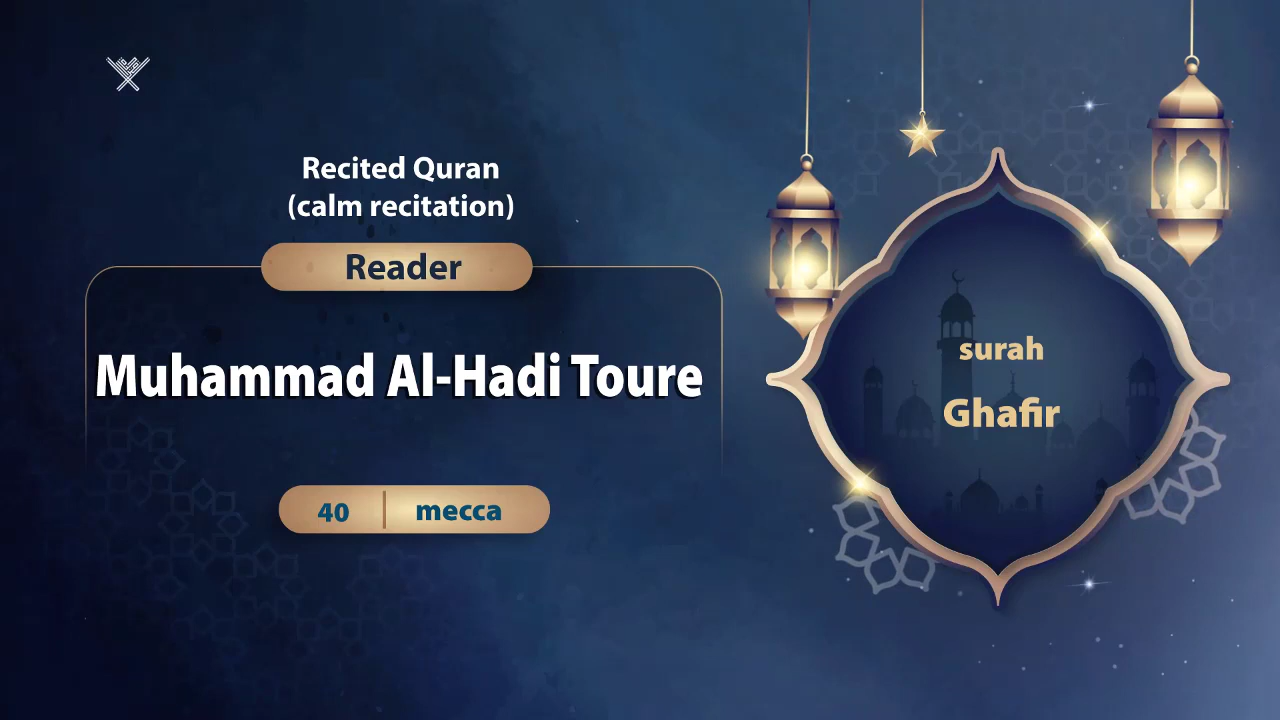 Recited Quran
(calm recitation)
Reader
Muhammad Al-Hadi Toure
40 mecca
surah
Ghafir